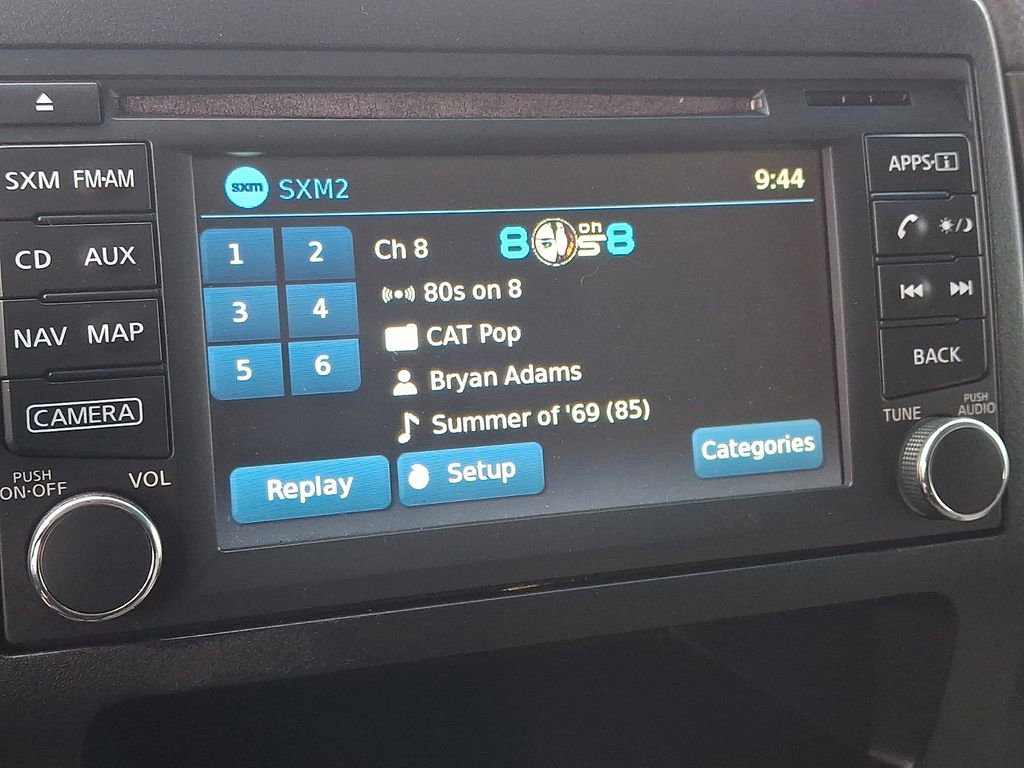 sxm SXM2 9:44
SXM FM·AM
CD AUX
NAV MAP
CAMERA
PUSH
ON·OFF
VOL
1 2
3 4
5 6
Ch 8
80s on 8
80s on 8
CAT Pop
Bryan Adams
Summer of '69 (85)
Replay
Setup
Categories
APPS·i
BACK
TUNE
PUSH
AUDIO